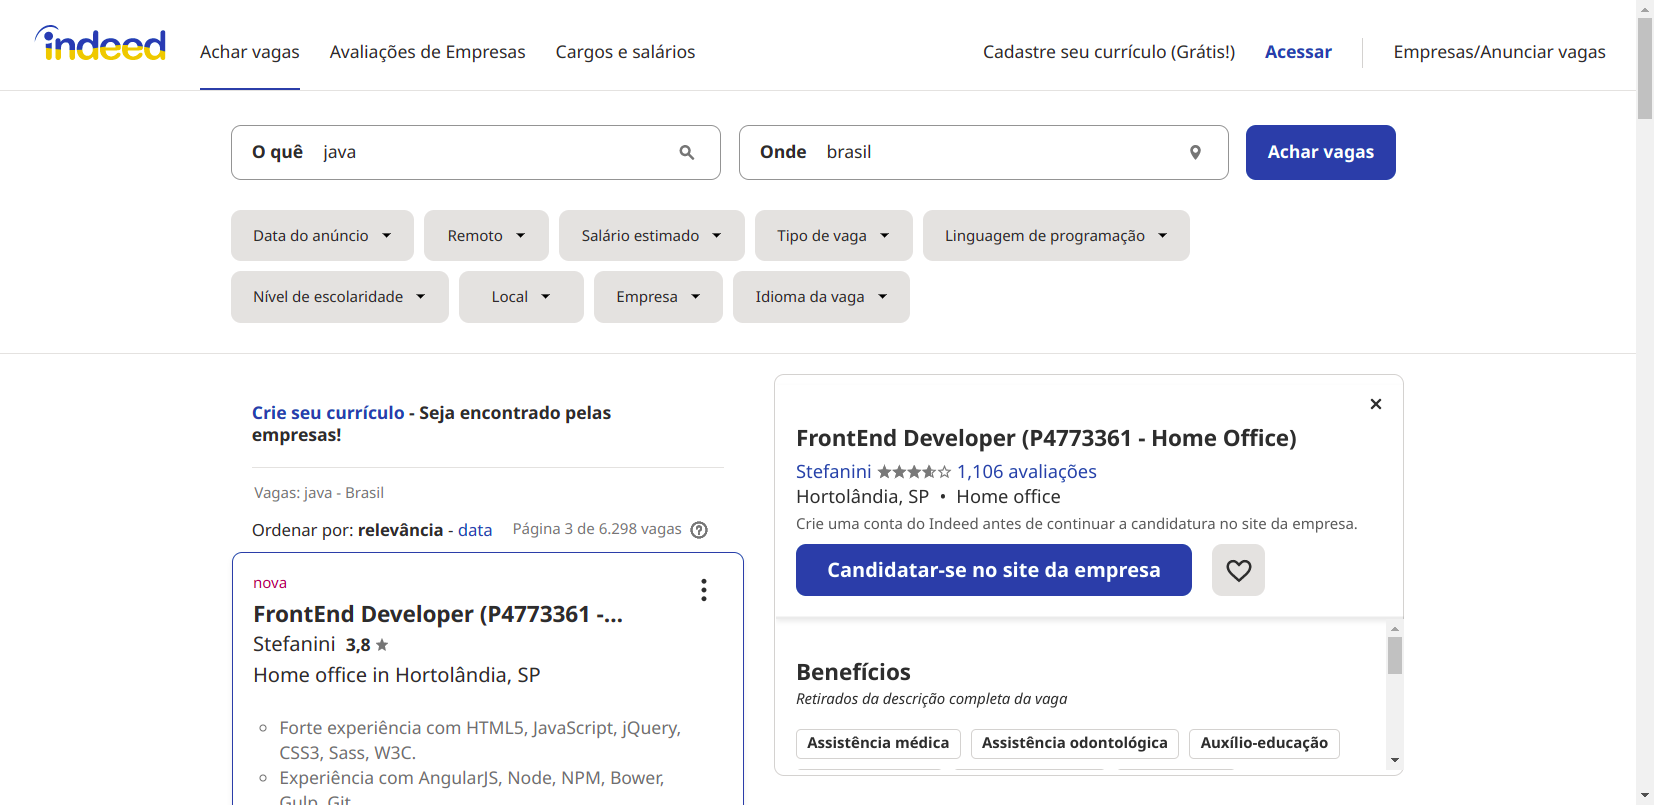 indeed
Achar vagas
Avaliações de Empresas
Cargos e salários
Cadastre seu currículo (Grátis!)
Acessar
Empresas/Anunciar vagas
O quê java
Onde brasil
Achar vagas
Data do anúncio
Remoto
Salário estimado
Tipo de vaga
Linguagem de programação
Nível de escolaridade
Local
Empresa
Idioma da vaga
Crie seu currículo - Seja encontrado pelas
empresas!
Vagas: java - Brasil
Ordenar por: relevância - data
Página 3 de 6.298 vagas
nova
FrontEnd Developer (P4773361 -...
Stefanini 3,8
Home office in Hortolândia, SP
Forte experiência com HTML5, JavaScript, jQuery,
CSS3, Sass, W3C.
Experiência com AngularJS, Node, NPM, Bower,
Gulp, Git
FrontEnd Developer (P4773361 - Home Office)
Stefanini 1,106 avaliações
Hortolândia, SP • Home office
Crie uma conta do Indeed antes de continuar a candidatura no site da empresa.
Candidatar-se no site da empresa
Benefícios
Retirados da descrição completa da vaga
Assistência médica
Assistência odontológica
Auxílio-educação